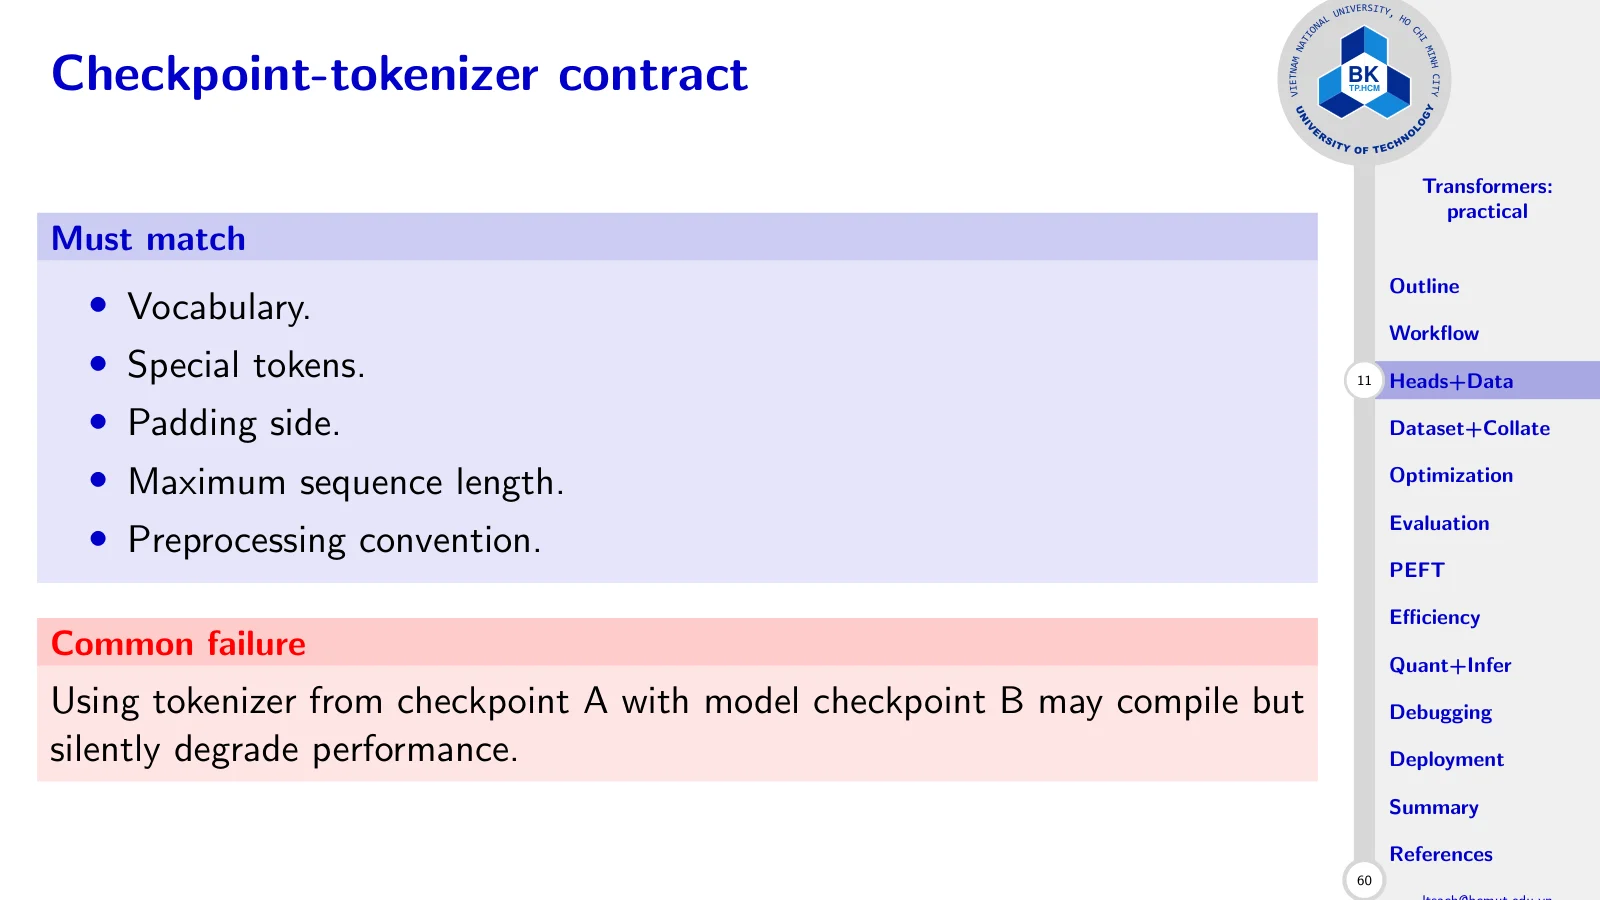 Checkpoint-tokenizer contract
Must match
• Vocabulary.
• Special tokens.
• Padding side.
• Maximum sequence length.
• Preprocessing convention.
Common failure
Using tokenizer from checkpoint A with model checkpoint B may compile but
silently degrade performance.
VIETNAM NATIONAL UNIVERSITY, HO CHI MINH CITY
BK
TP.HCM
UNIVERSITY OF TECHNOLOGY
Transformers:
practical
Outline
Workflow
11 Heads+Data
Dataset+Collate
Optimization
Evaluation
PEFT
Efficiency
Quant+Infer
Debugging
Deployment
Summary
References
60